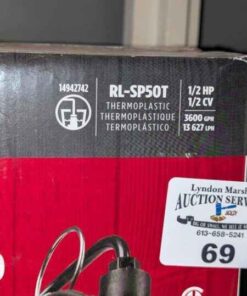 14942742
RL-SP50T
THERMOPLASTIC
THERMOPLASTIQUE
TERMOPLÁSTICO
1/2 HP
1/2 CV
3600 GPH
13 627 LPH
Lyndon Marsh
AUCTION SERVICE
613-658-5241
69